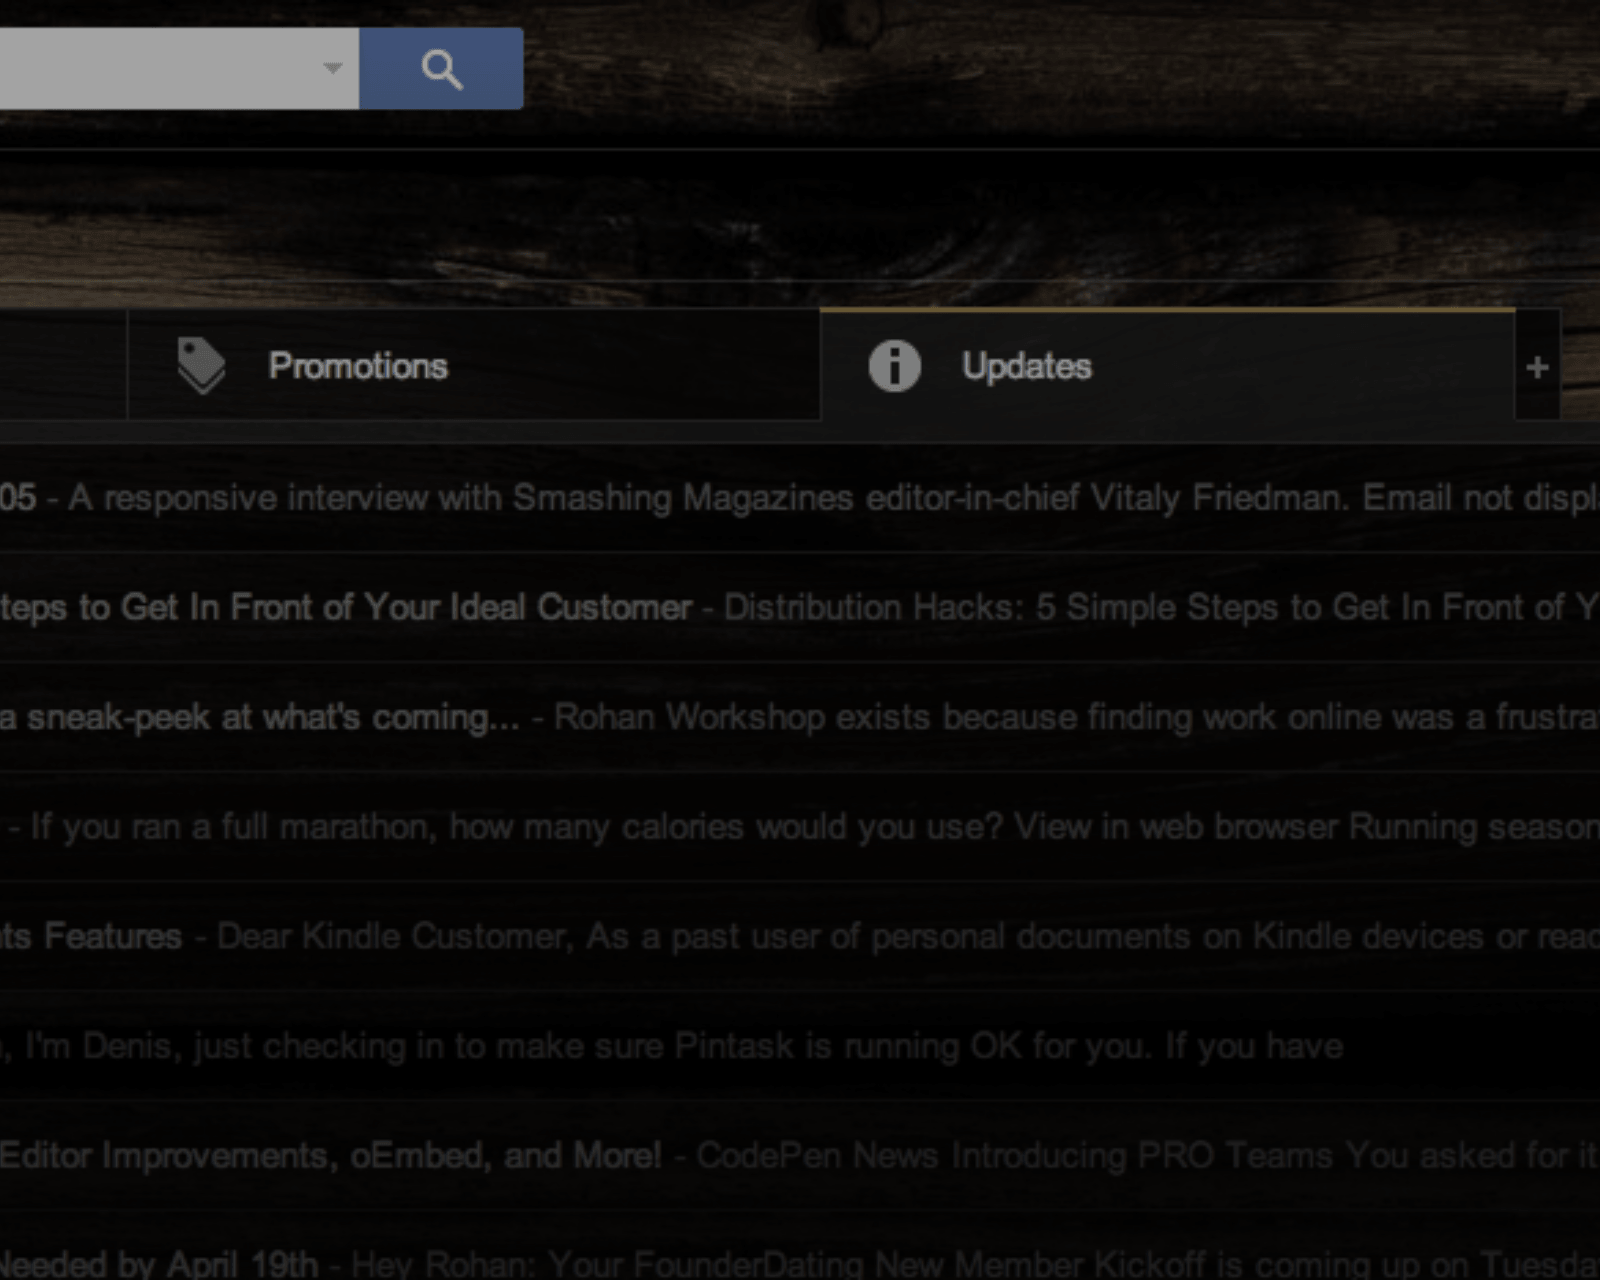 Promotions
Updates
+
05 - A responsive interview with Smashing Magazines editor-in-chief Vitaly Friedman. Email not displ
teps to Get In Front of Your Ideal Customer - Distribution Hacks: 5 Simple Steps to Get In Front of Y
a sneak-peek at what's coming... - Rohan Workshop exists because finding work online was a frustra
- If you ran a full marathon, how many calories would you use? View in web browser Running season
ts Features - Dear Kindle Customer, As a past user of personal documents on Kindle devices or read
, I'm Denis, just checking in to make sure Pintask is running OK for you. If you have
Editor Improvements, oEmbed, and More! - CodePen News Introducing PRO Teams You asked for it
Needed by April 19th - Hey Rohan: Your FounderDating New Member Kickoff is coming up on Tuesda